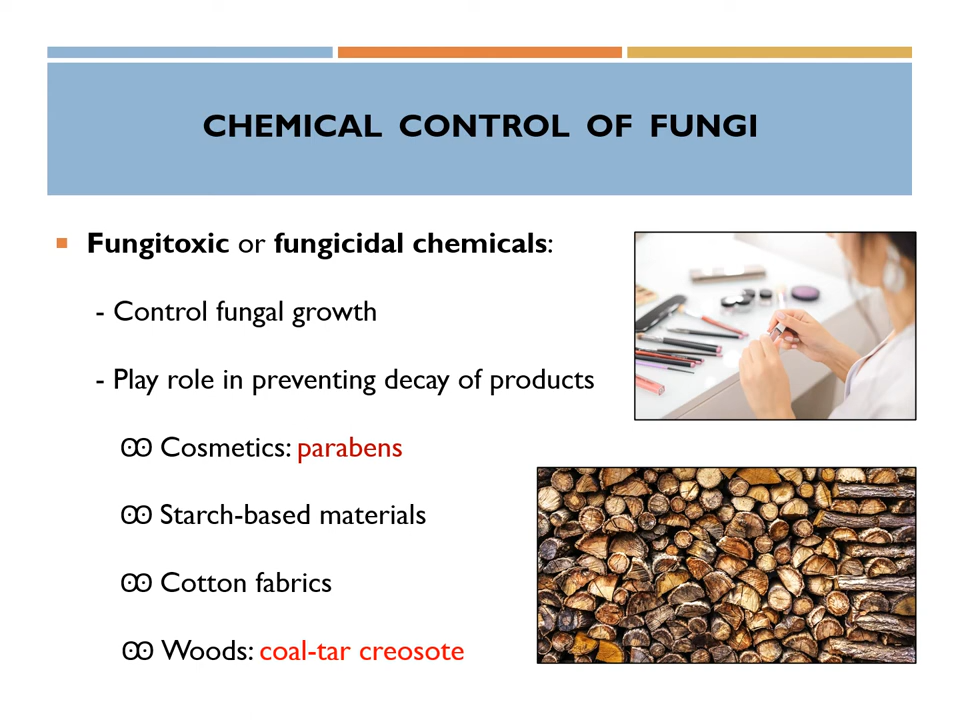 CHEMICAL CONTROL OF FUNGI
▪ Fungitoxic or fungicidal chemicals:
- Control fungal growth
- Play role in preventing decay of products
Ꙭ Cosmetics: parabens
Ꙭ Starch-based materials
Ꙭ Cotton fabrics
Ꙭ Woods: coal-tar creosote